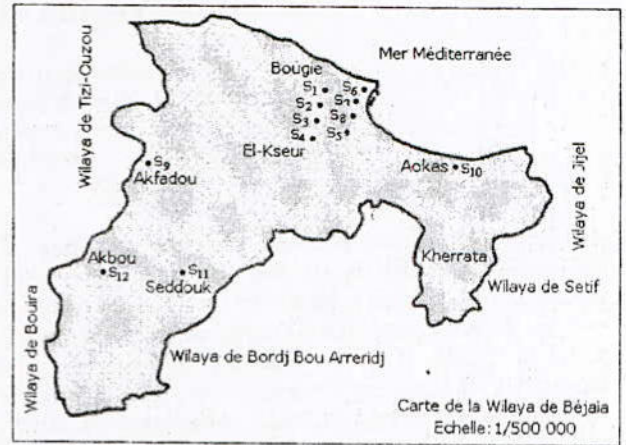 Mer Méditerranée
Wilaya de Tizi-Ouzou
Bougie
S1
S6
S2
S7
S3
S8
S4
S5
El-Kseur
S9
Akfadou
Aokas
S10
Wilaya de Jijel
Akbou
S12
S11
Seddouk
Kherrata
Wilaya de Setif
Wilaya de Bouira
Wilaya de Bordj Bou Arreridj
Carte de la Wilaya de Béjaia
Echelle: 1/500 000